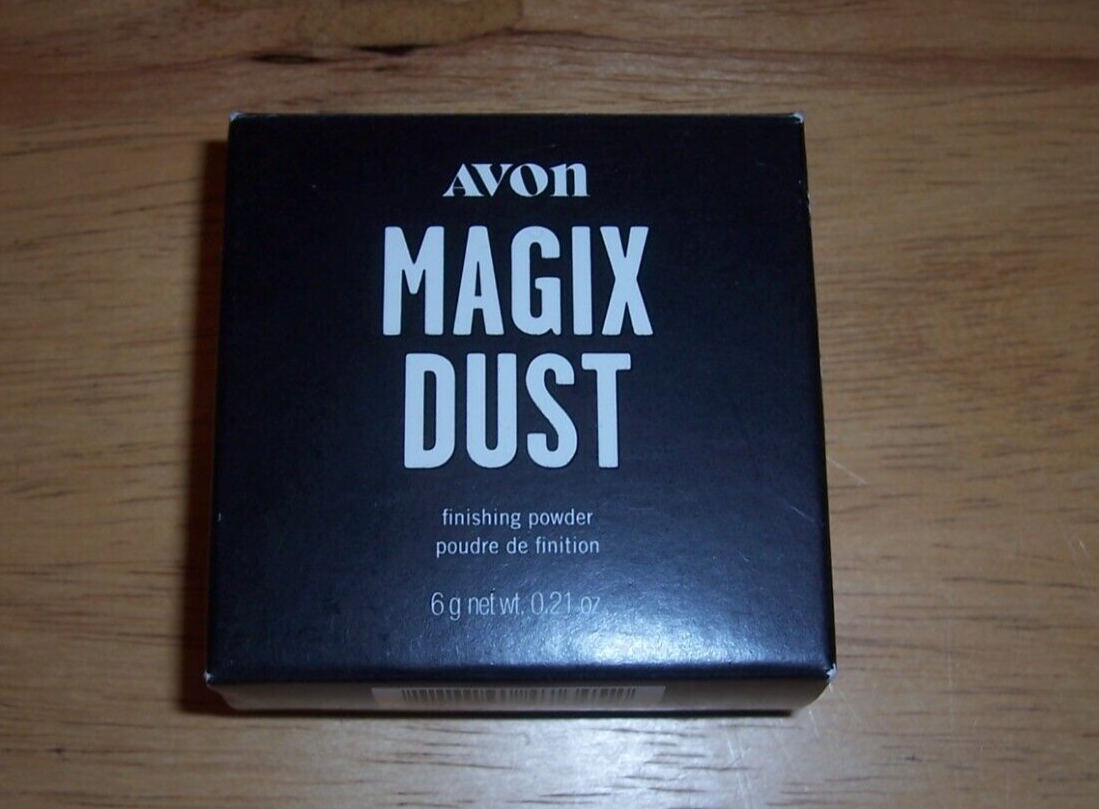 AVON
MAGIX
DUST
finishing powder
poudre de finition
6 g net wt. 0.21 oz.